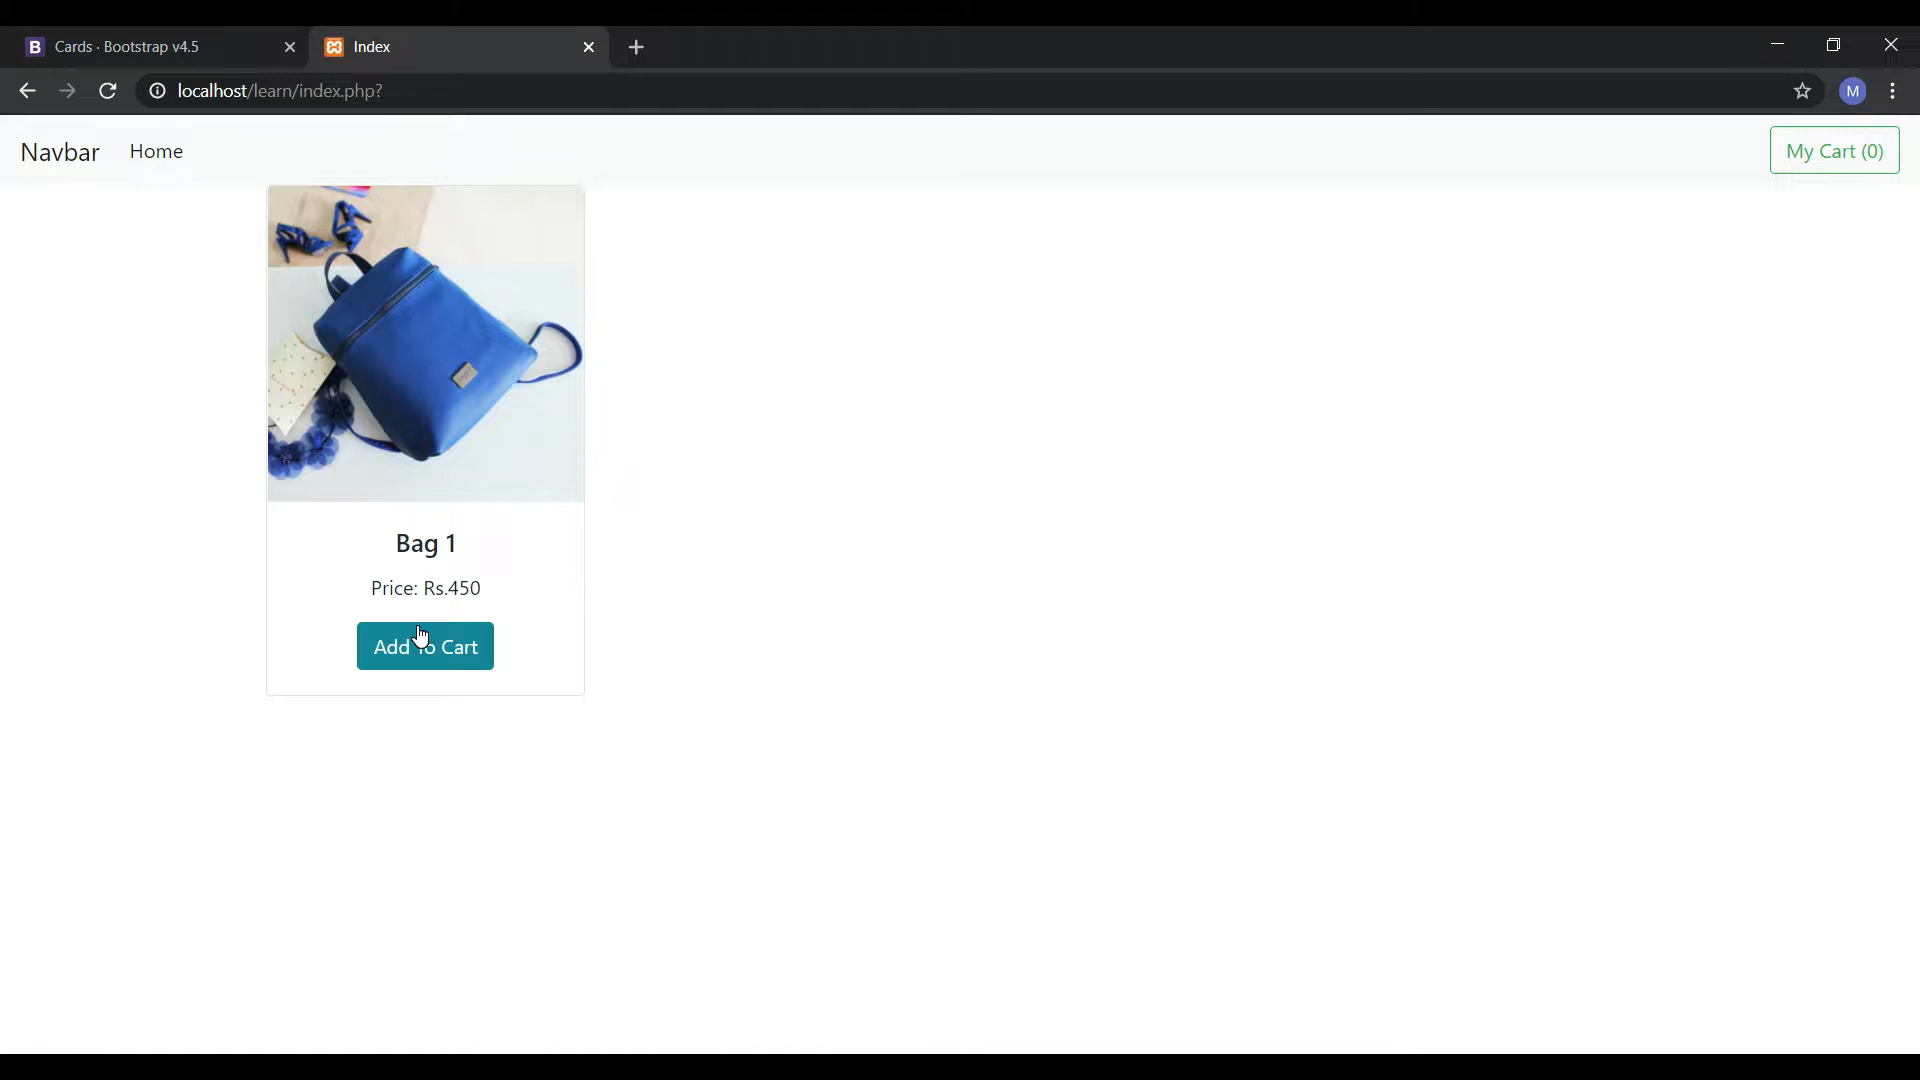 Cards · Bootstrap v4.5
Index
localhost/learn/index.php?
M
Navbar
Home
My Cart (0)
Bag 1
Price: Rs.450
Add To Cart